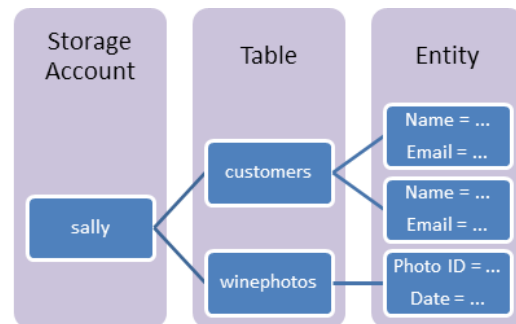 Storage
Account
Table
Entity
sally
customers
winephotos
Name = ...
Email = ...
Name = ...
Email = ...
Photo ID = ...
Date = ...